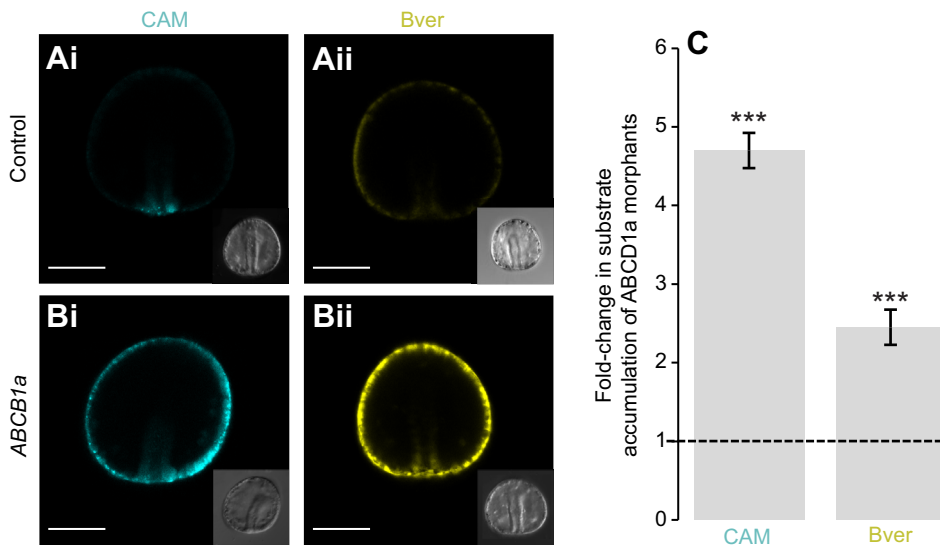 CAM
Bver
Control
Ai
Aii
ABCB1a
Bi
Bii
C
Fold-change in substrate
accumulation of ABCD1a morphants
6
5
4
3
2
1
0
***
***
CAM
Bver